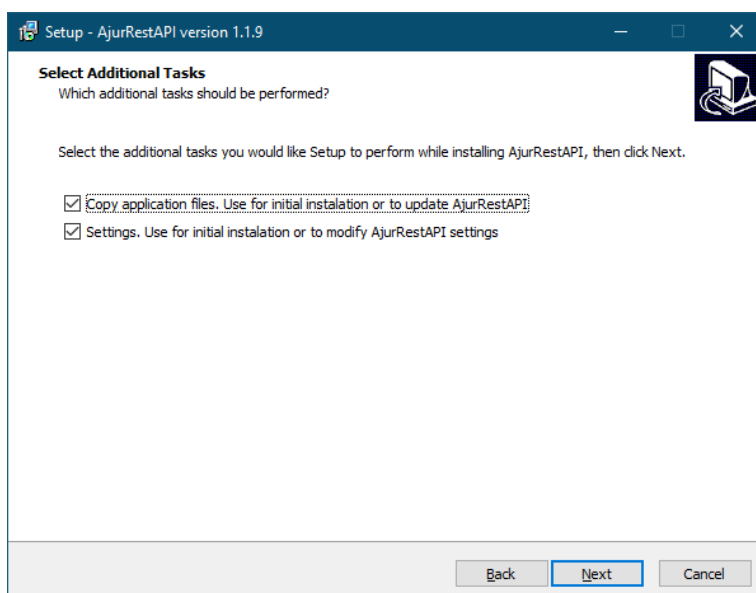 Setup - AjurRestAPI version 1.1.9
Select Additional Tasks
Which additional tasks should be performed?
Select the additional tasks you would like Setup to perform while installing AjurRestAPI, then click Next.
Copy application files. Use for initial instalation or to update AjurRestAPI
Settings. Use for initial instalation or to modify AjurRestAPI settings
Back Next Cancel